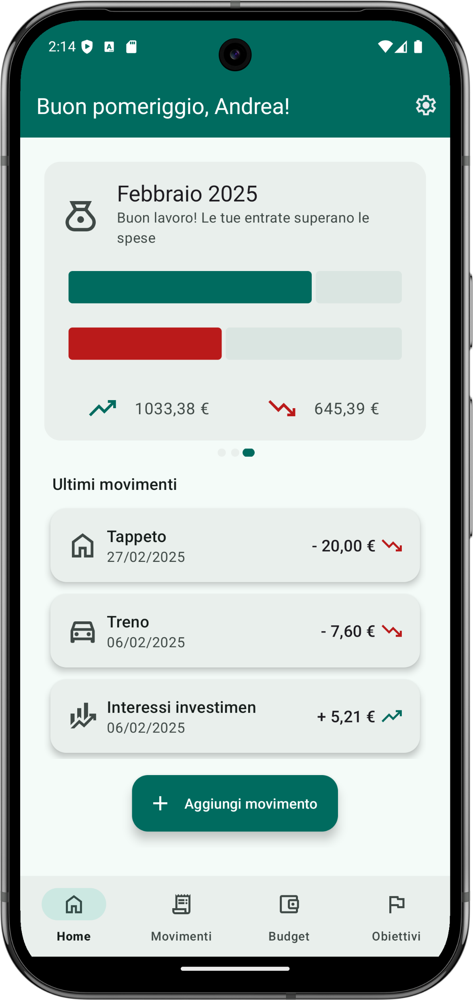 2:14
Buon pomeriggio, Andrea!
Febbraio 2025
Buon lavoro! Le tue entrate superano le
spese
1033,38 €
645,39 €
Ultimi movimenti
Tappeto
27/02/2025
- 20,00 €
Treno
06/02/2025
- 7,60 €
Interessi investimen
06/02/2025
+ 5,21 €
Aggiungi movimento
Home
Movimenti
Budget
Obiettivi